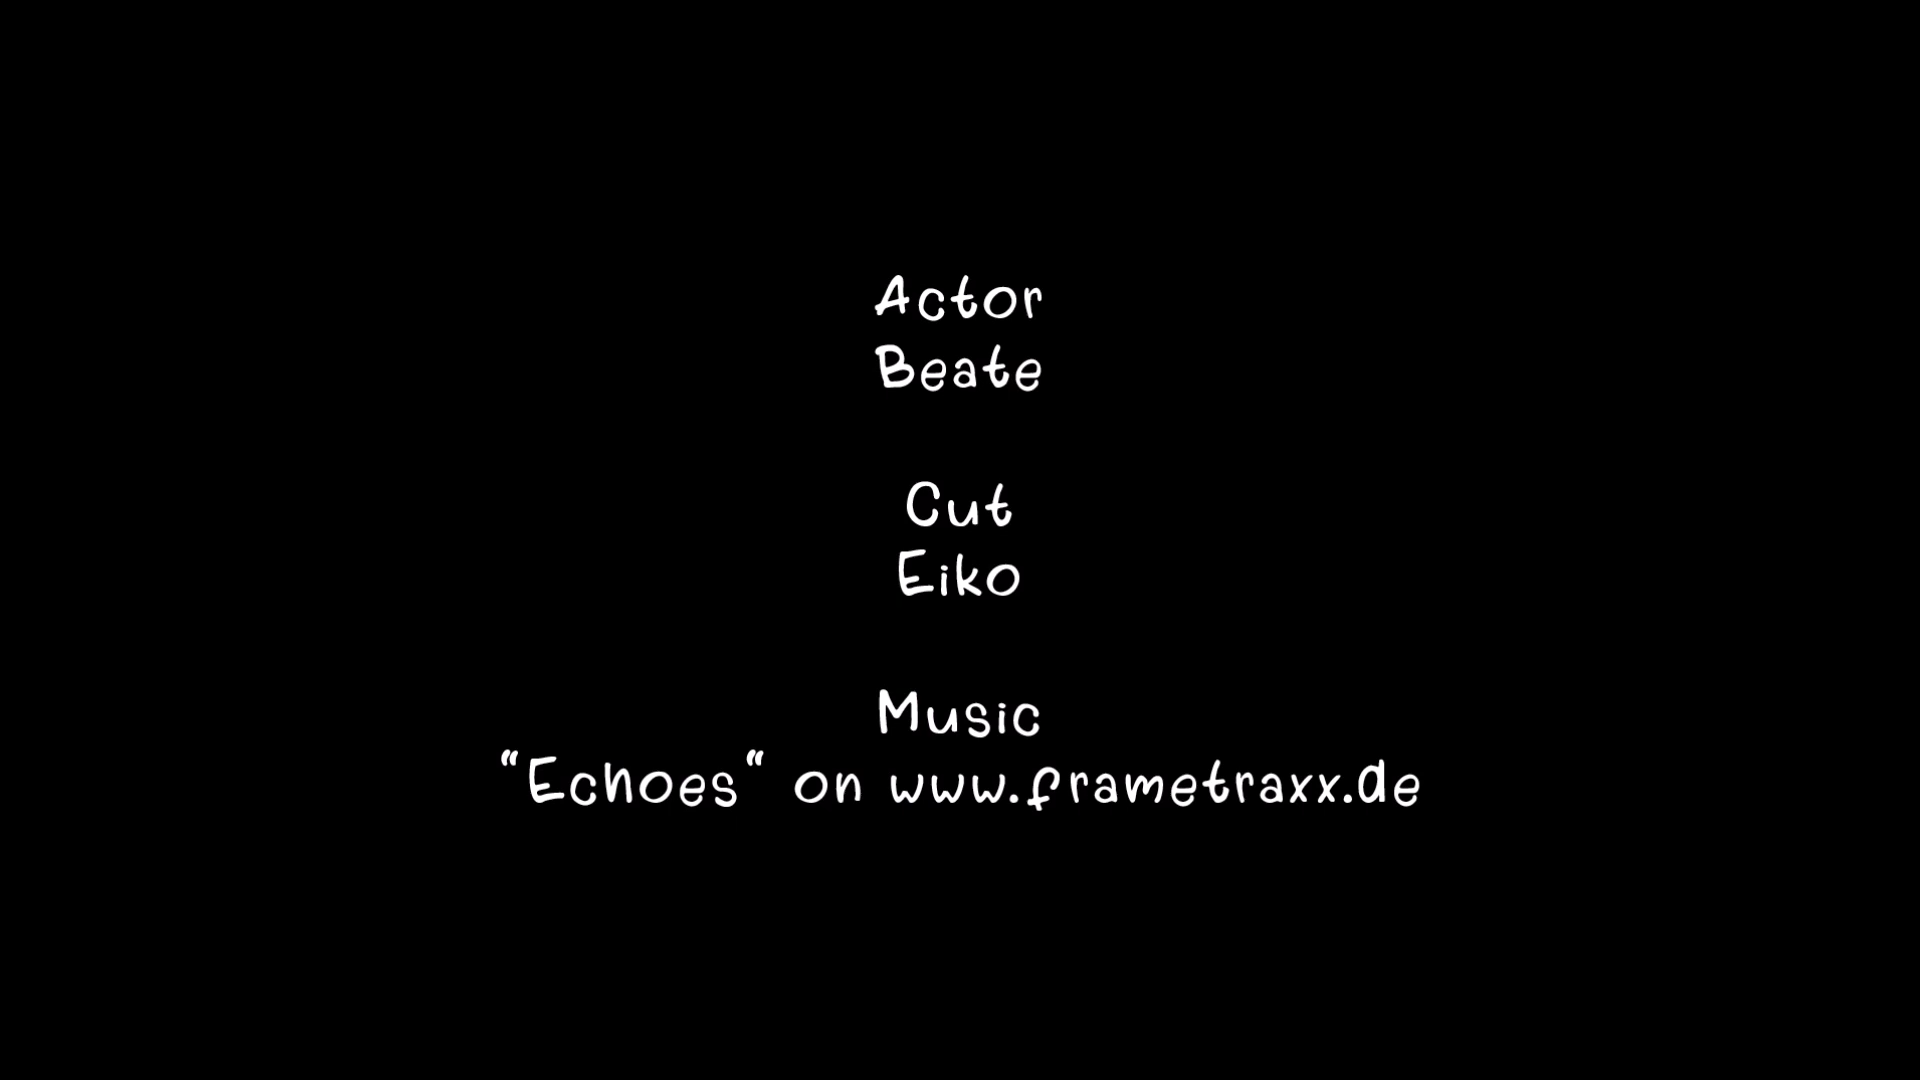 Actor
Beate
Cut
Eiko
Music
“Echoes“ on www.frametraxx.de